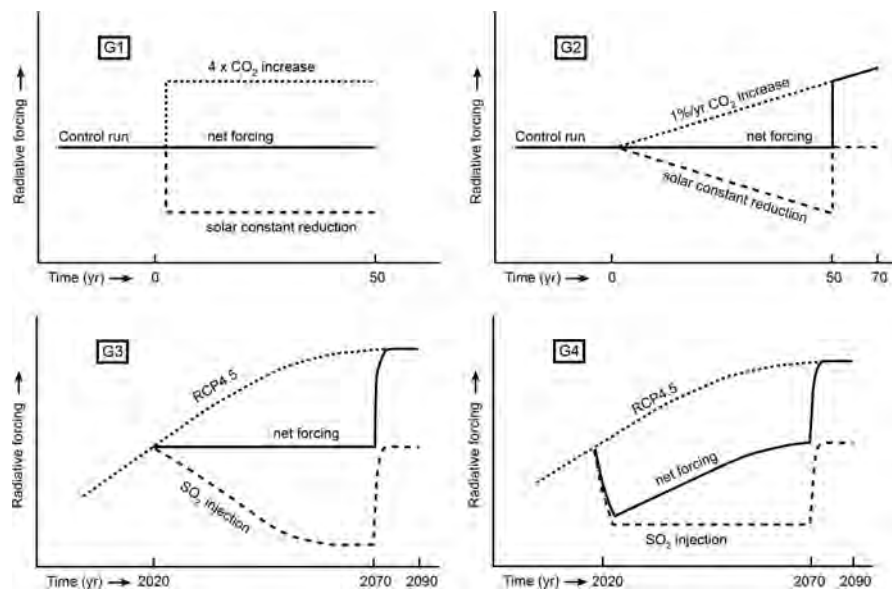 G1
4 x CO₂ increase
Control run
net forcing
solar constant reduction
Radiative forcing →
Time (yr) →
0
50
G2
1%/yr CO₂ increase
Control run
net forcing
solar constant reduction
Radiative forcing →
Time (yr) →
0
50
70
G3
RCP4.5
net forcing
SO₂ injection
Radiative forcing →
Time (yr) →
2020
2070
2090
G4
RCP4.5
net forcing
SO₂ injection
Radiative forcing →
Time (yr) →
2020
2070
2090